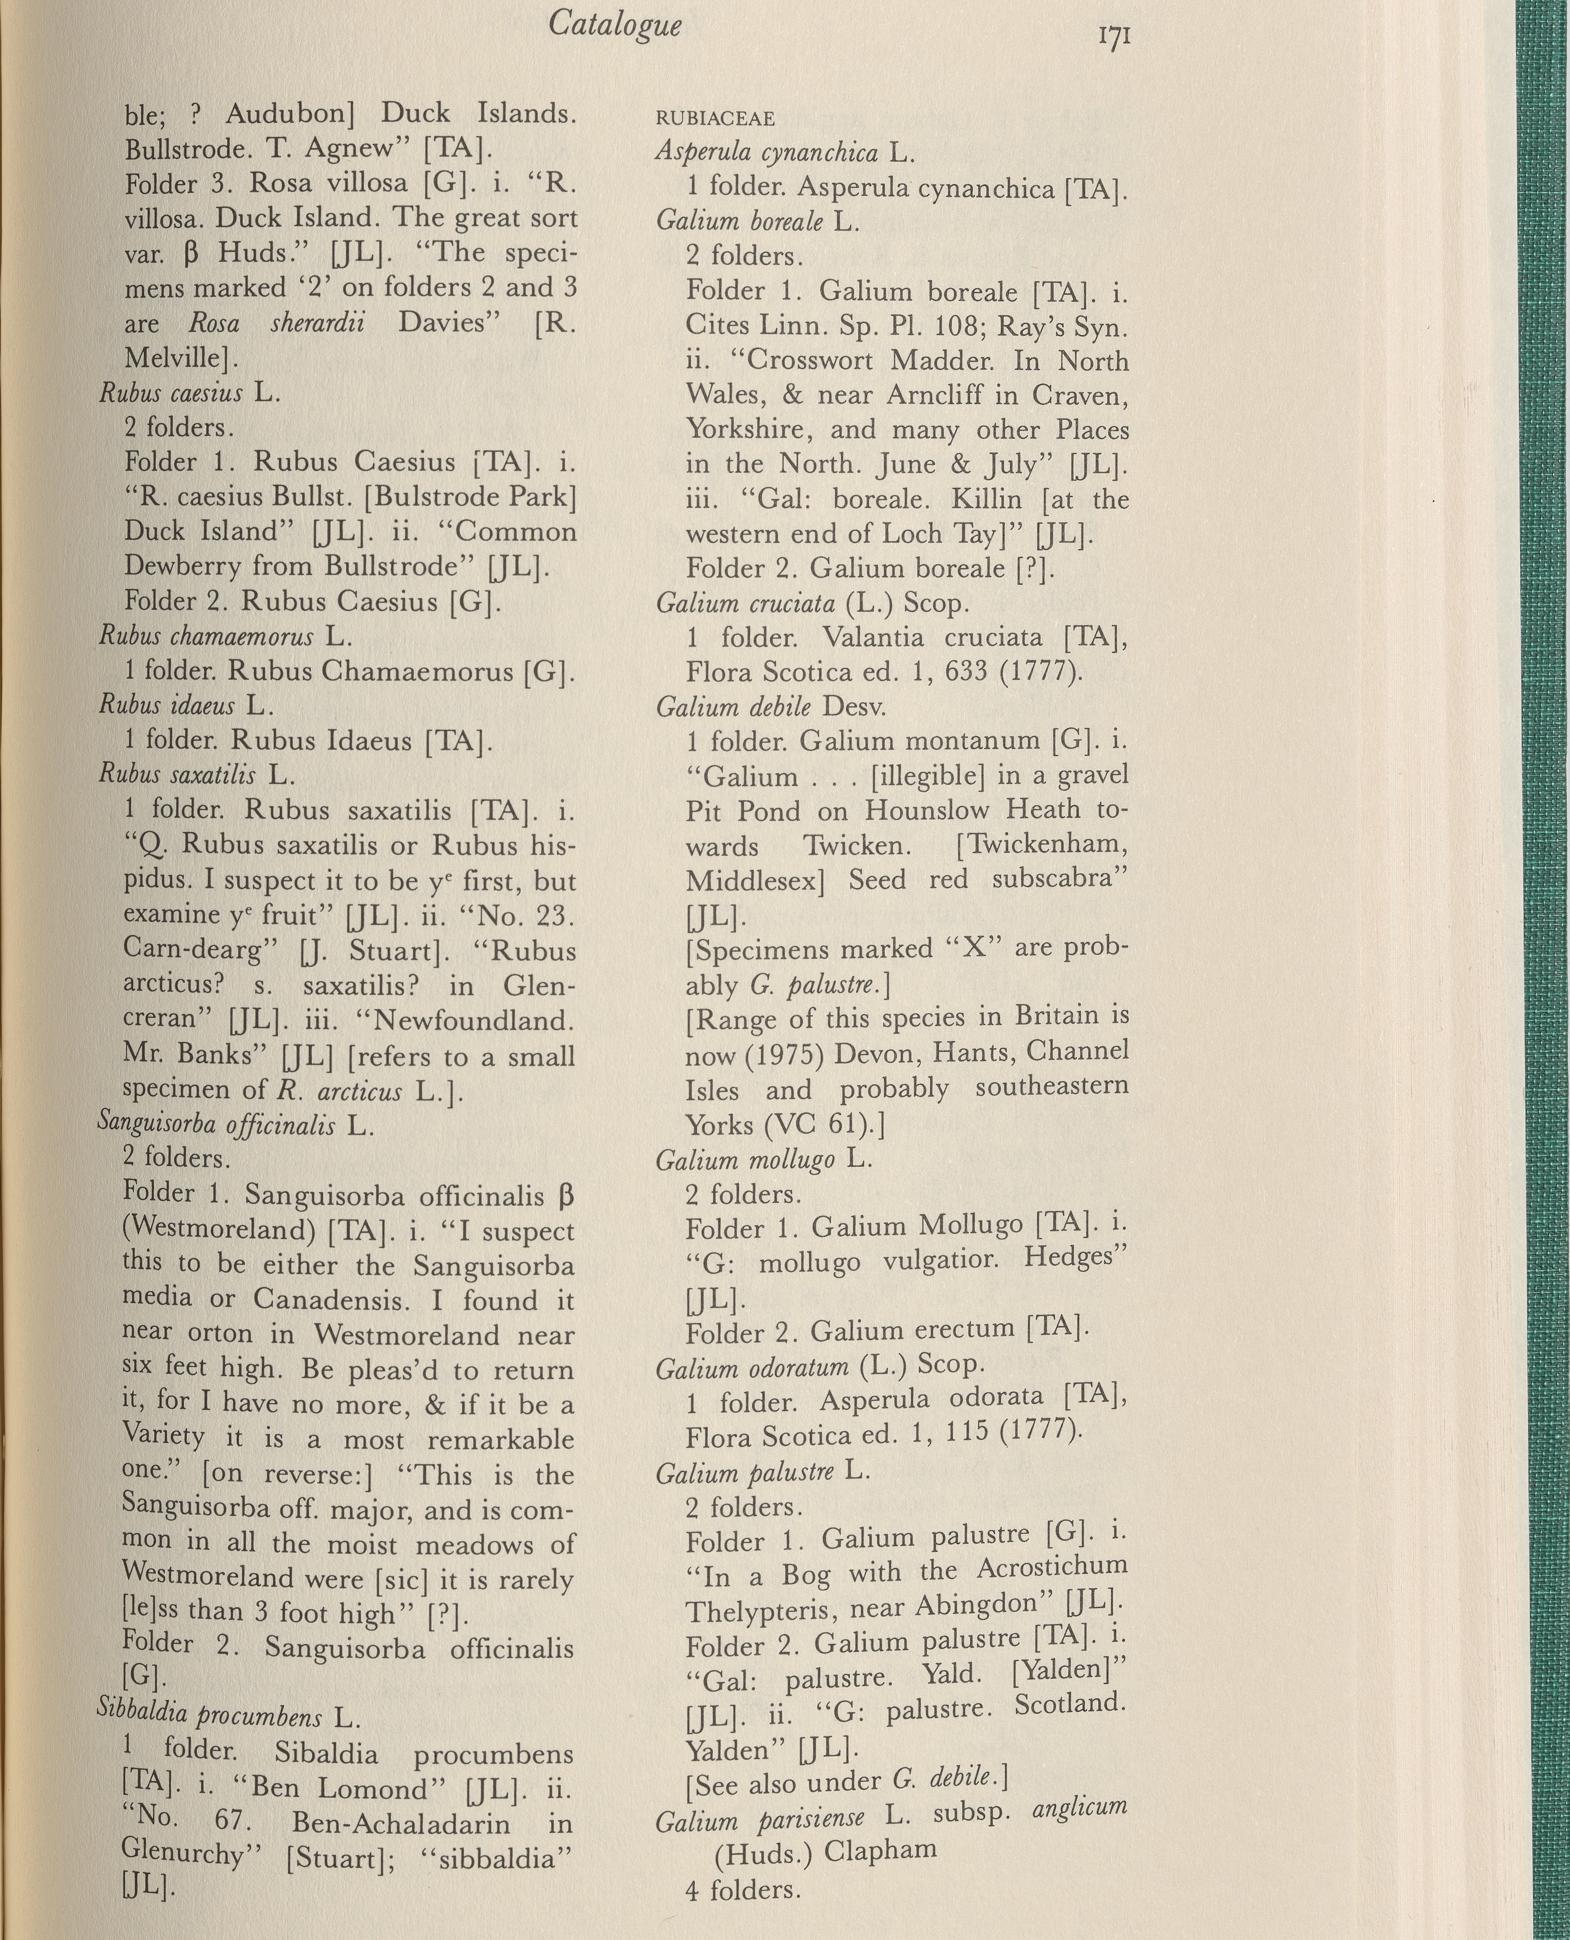 Catalogue
171
ble; ? Audubon] Duck Islands.
Bullstrode. T. Agnew” [TA].
Folder 3. Rosa villosa [G]. i. “R.
villosa. Duck Island. The great sort
var. β Huds.” [JL]. “The speci-
mens marked ‘2’ on folders 2 and 3
are Rosa sherardii Davies” [R.
Melville].
Rubus caesius L.
2 folders.
Folder 1. Rubus Caesius [TA]. i.
“R. caesius Bullst. [Bulstrode Park]
Duck Island” [JL]. ii. “Common
Dewberry from Bullstrode” [JL].
Folder 2. Rubus Caesius [G].
Rubus chamaemorus L.
1 folder. Rubus Chamaemorus [G].
Rubus idaeus L.
1 folder. Rubus Idaeus [TA].
Rubus saxatilis L.
1 folder. Rubus saxatilis [TA]. i.
“Q. Rubus saxatilis or Rubus his-
pidus. I suspect it to be yᵉ first, but
examine yᵉ fruit” [JL]. ii. “No. 23.
Carn-dearg” [J. Stuart]. “Rubus
arcticus? s. saxatilis? in Glen-
creran” [JL]. iii. “Newfoundland.
Mr. Banks” [JL] [refers to a small
specimen of R. arcticus L.].
Sanguisorba officinalis L.
2 folders.
Folder 1. Sanguisorba officinalis β
(Westmoreland) [TA]. i. “I suspect
this to be either the Sanguisorba
media or Canadensis. I found it
near orton in Westmoreland near
six feet high. Be pleas’d to return
it, for I have no more, & if it be a
Variety it is a most remarkable
one.” [on reverse:] “This is the
Sanguisorba off. major, and is com-
mon in all the moist meadows of
Westmoreland were [sic] it is rarely
[le]ss than 3 foot high” [?].
Folder 2. Sanguisorba officinalis
[G].
Sibbaldia procumbens L.
1 folder. Sibaldia procumbens
[TA]. i. “Ben Lomond” [JL]. ii.
“No. 67. Ben-Achaladarin in
Glenurchy” [Stuart]; “sibbaldia”
[JL].
RUBIACEAE
Asperula cynanchica L.
1 folder. Asperula cynanchica [TA].
Galium boreale L.
2 folders.
Folder 1. Galium boreale [TA]. i.
Cites Linn. Sp. Pl. 108; Ray’s Syn.
ii. “Crosswort Madder. In North
Wales, & near Arncliff in Craven,
Yorkshire, and many other Places
in the North. June & July” [JL].
iii. “Gal: boreale. Killin [at the
western end of Loch Tay]” [JL].
Folder 2. Galium boreale [?].
Galium cruciata (L.) Scop.
1 folder. Valantia cruciata [TA],
Flora Scotica ed. 1, 633 (1777).
Galium debile Desv.
1 folder. Galium montanum [G]. i.
“Galium . . . [illegible] in a gravel
Pit Pond on Hounslow Heath to-
wards Twicken. [Twickenham,
Middlesex] Seed red subscabra”
[JL].
[Specimens marked “X” are prob-
ably G. palustre.]
[Range of this species in Britain is
now (1975) Devon, Hants, Channel
Isles and probably southeastern
Yorks (VC 61).]
Galium mollugo L.
2 folders.
Folder 1. Galium Mollugo [TA]. i.
“G: mollugo vulgatior. Hedges”
[JL].
Folder 2. Galium erectum [TA].
Galium odoratum (L.) Scop.
1 folder. Asperula odorata [TA],
Flora Scotica ed. 1, 115 (1777).
Galium palustre L.
2 folders.
Folder 1. Galium palustre [G]. i.
“In a Bog with the Acrostichum
Thelypteris, near Abingdon” [JL].
Folder 2. Galium palustre [TA]. i.
“Gal: palustre. Yald. [Yalden]”
[JL]. ii. “G: palustre. Scotland.
Yalden” [JL].
[See also under G. debile.]
Galium parisiense L. subsp. anglicum
(Huds.) Clapham
4 folders.